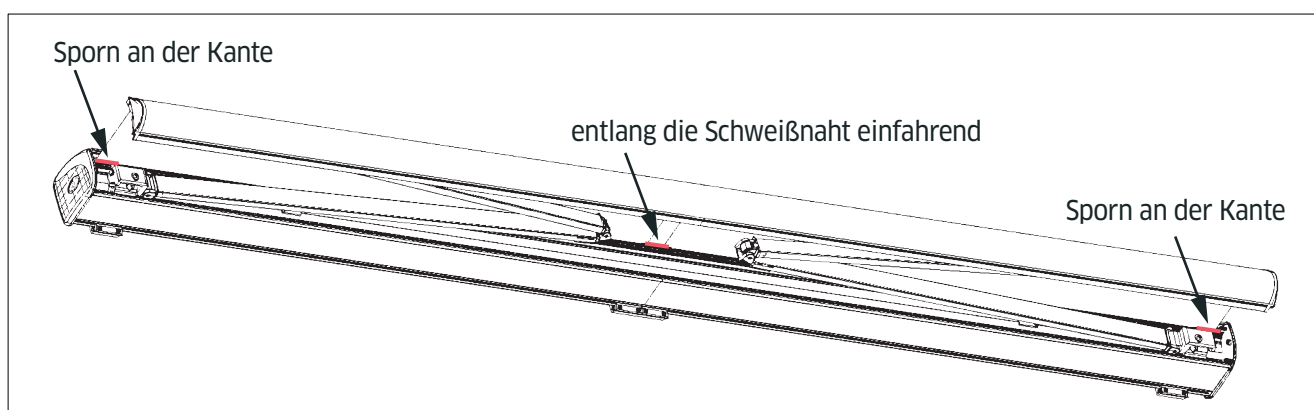 Sporn an der Kante
entlang die Schweißnaht einfahrend
Sporn an der Kante